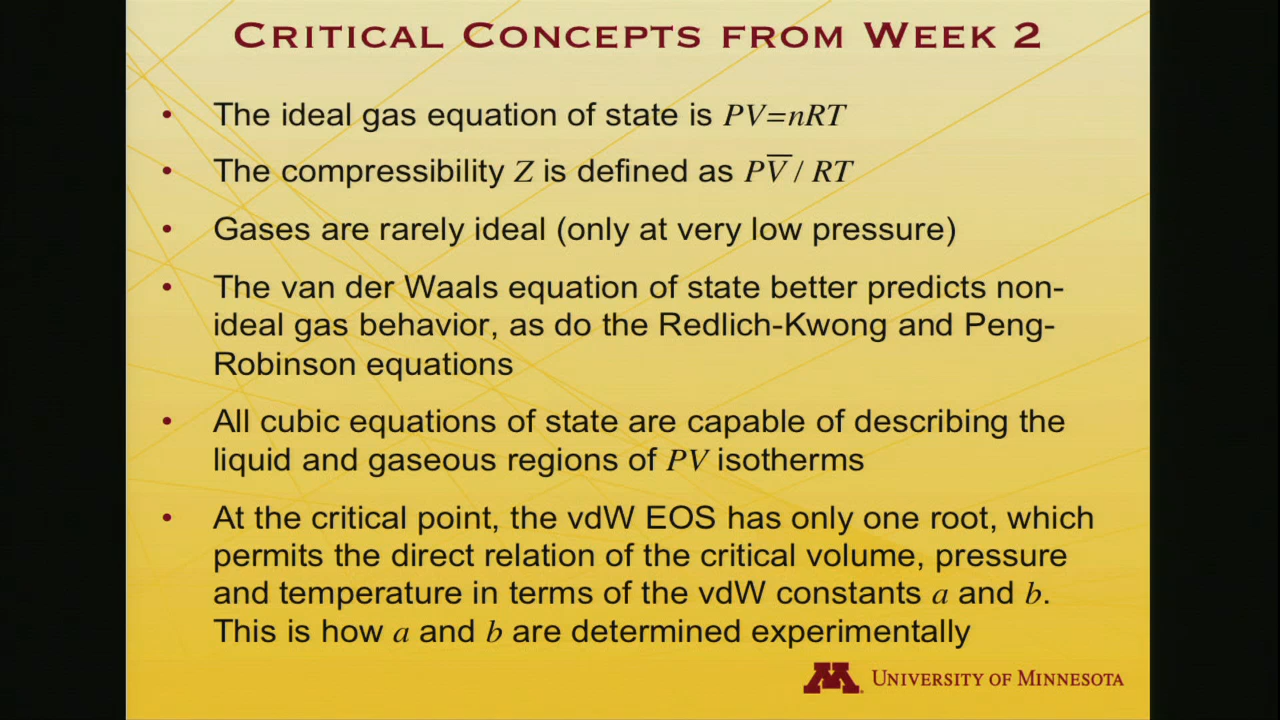 CRITICAL CONCEPTS FROM WEEK 2
• The ideal gas equation of state is PV=nRT
• The compressibility Z is defined as PV̅ / RT
• Gases are rarely ideal (only at very low pressure)
• The van der Waals equation of state better predicts non-
ideal gas behavior, as do the Redlich-Kwong and Peng-
Robinson equations
• All cubic equations of state are capable of describing the
liquid and gaseous regions of PV isotherms
• At the critical point, the vdW EOS has only one root, which
permits the direct relation of the critical volume, pressure
and temperature in terms of the vdW constants a and b.
This is how a and b are determined experimentally
M UNIVERSITY OF MINNESOTA